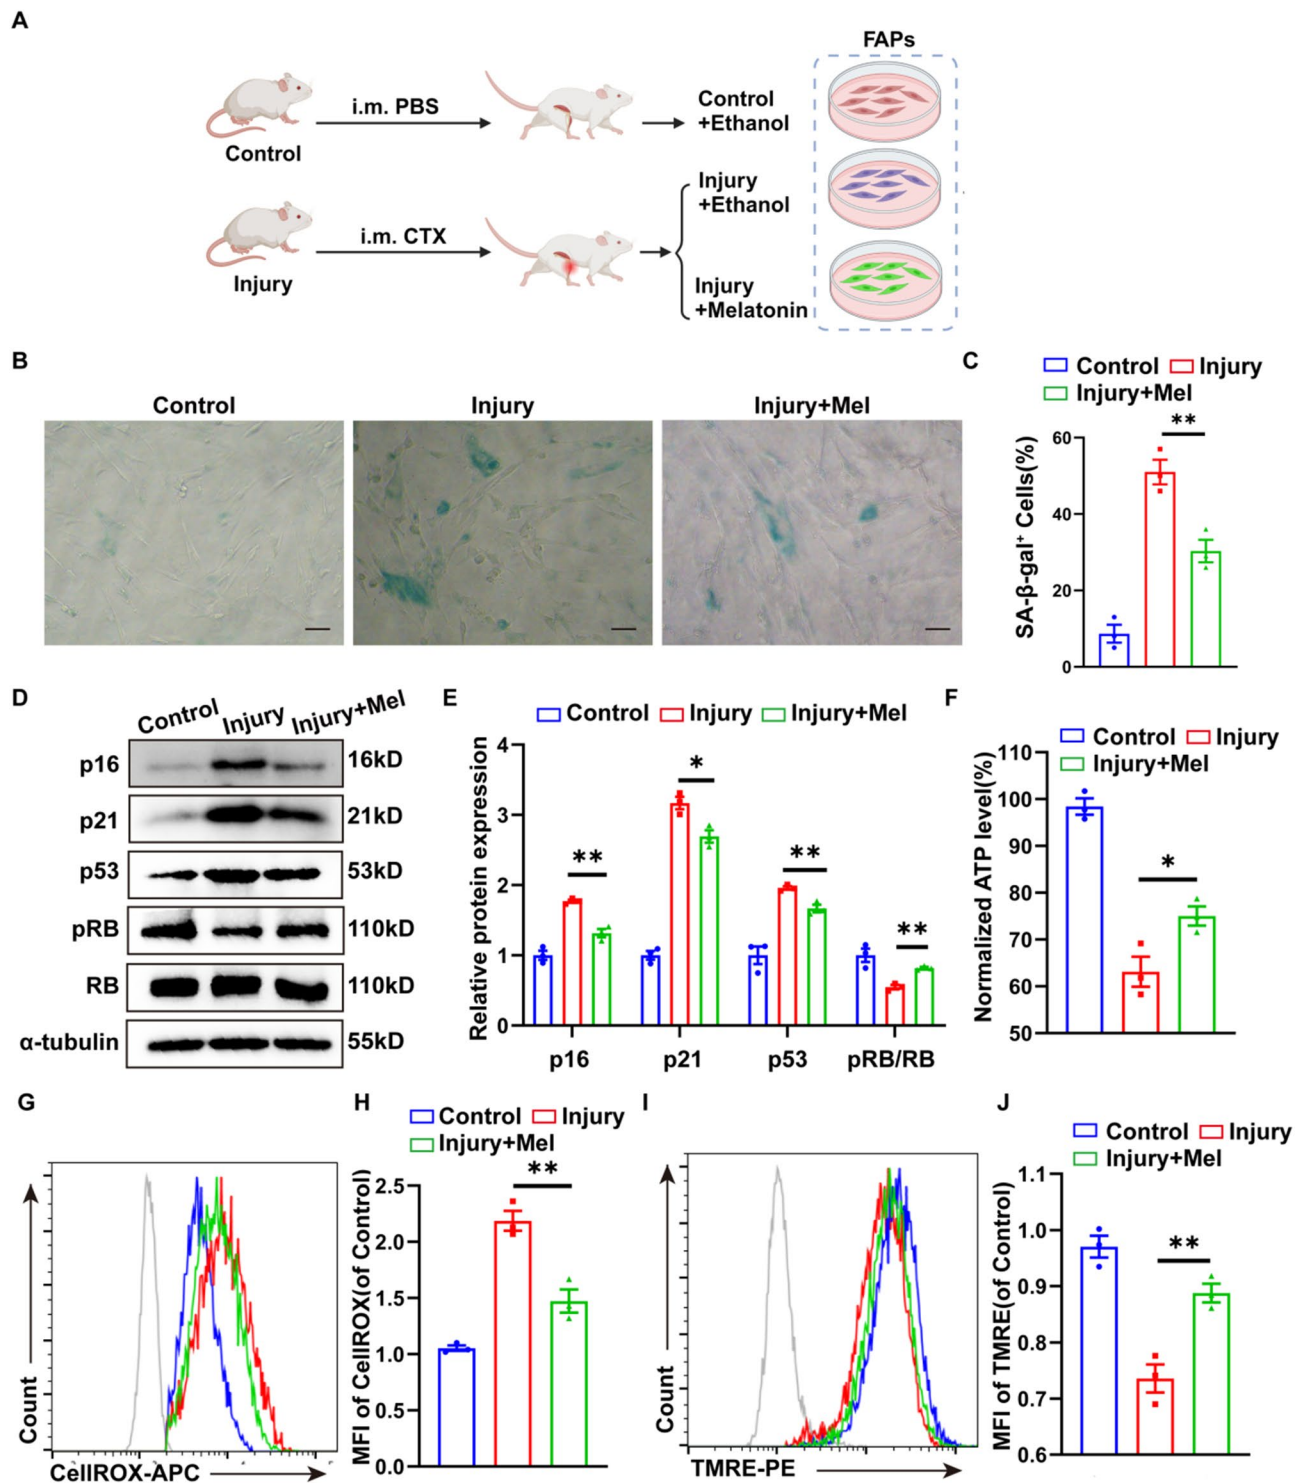 A
FAPs
i.m. PBS
Control
Control
+Ethanol
Injury
+Ethanol
i.m. CTX
Injury
Injury
+Melatonin
B
Control
Injury
Injury+Mel
C
Control
Injury
Injury+Mel
**
SA-β-gal⁺ Cells(%)
60
40
20
0
D
Control
Injury
Injury+Mel
p16
16kD
p21
21kD
p53
53kD
pRB
110kD
RB
110kD
α-tubulin
55kD
E
Control
Injury
Injury+Mel
Relative protein expression
4
3
2
1
0
**
*
**
**
p16
p21
p53
pRB/RB
F
Control
Injury
Injury+Mel
Normalized ATP level(%)
110
100
90
80
70
60
50
*
G
Count
CellROX-APC
H
Control
Injury
Injury+Mel
**
MFI of CellROX(of Control)
2.5
2.0
1.5
1.0
0.5
0.0
I
Count
TMRE-PE
J
Control
Injury
Injury+Mel
**
MFI of TMRE(of Control)
1.1
1.0
0.9
0.8
0.7
0.6